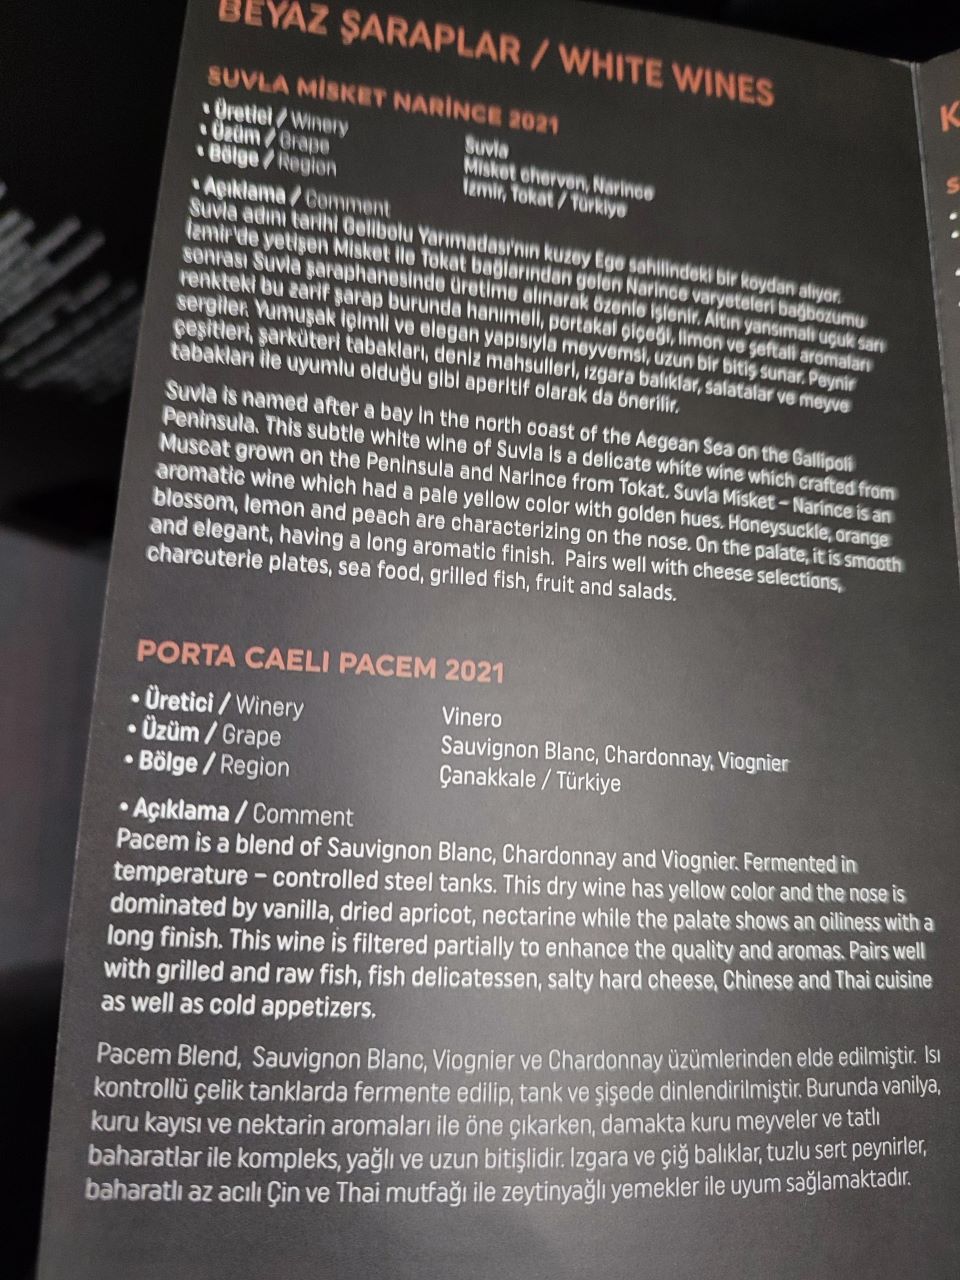 BEYAZ ŞARAPLAR / WHITE WINES
SUVLA MİSKET NARİNCE 2021
• Üretici / Winery
Suvla
• Üzüm / Grape
Misket cherven, Narince
• Bölge / Region
İzmir, Tokat / Türkiye
• Açıklama / Comment
Suvla adını tarihi Gelibolu Yarımadası'nın kuzey Ege sahilindeki bir koydan alıyor.
İzmir'de yetişen Misket ile Tokat bağlarından gelen Narince varyeteleri bağbozumu
sonrası Suvla şaraphanesinde üretime alınarak özenle işlenir. Altın yansımalı uçuk sarı
renkteki bu zarif şarap burunda hanımeli, portakal çiçeği, limon ve şeftali aromaları
sergiler. Yumuşak içimli ve elegan yapısıyla meyvemsi, uzun bir bitiş sunar. Peynir
çeşitleri, şarküteri tabakları, deniz mahsulleri, ızgara balıklar, salatalar ve meyve
tabakları ile uyumlu olduğu gibi aperitif olarak da önerilir.
Suvla is named after a bay in the north coast of the Aegean Sea on the Gallipoli
Peninsula. This subtle white wine of Suvla is a delicate white wine which crafted from
Muscat grown on the Peninsula and Narince from Tokat. Suvla Misket – Narince is an
aromatic wine which had a pale yellow color with golden hues. Honeysuckle, orange
blossom, lemon and peach are characterizing on the nose. On the palate, it is smooth
and elegant, having a long aromatic finish. Pairs well with cheese selections,
charcuterie plates, sea food, grilled fish, fruit and salads.
PORTA CAELI PACEM 2021
• Üretici / Winery
Vinero
• Üzüm / Grape
Sauvignon Blanc, Chardonnay, Viognier
• Bölge / Region
Çanakkale / Türkiye
• Açıklama / Comment
Pacem is a blend of Sauvignon Blanc, Chardonnay and Viognier. Fermented in
temperature – controlled steel tanks. This dry wine has yellow color and the nose is
dominated by vanilla, dried apricot, nectarine while the palate shows an oiliness with a
long finish. This wine is filtered partially to enhance the quality and aromas. Pairs well
with grilled and raw fish, fish delicatessen, salty hard cheese, Chinese and Thai cuisine
as well as cold appetizers.
Pacem Blend, Sauvignon Blanc, Viognier ve Chardonnay üzümlerinden elde edilmiştir. Isı
kontrollü çelik tanklarda fermente edilip, tank ve şişede dinlendirilmiştir. Burunda vanilya,
kuru kayısı ve nektarin aromaları ile öne çıkarken, damakta kuru meyveler ve tatlı
baharatlar ile kompleks, yağlı ve uzun bitişlidir. Izgara ve çiğ balıklar, tuzlu sert peynirler,
baharatlı az acılı Çin ve Thai mutfağı ile zeytinyağlı yemekler ile uyum sağlamaktadır.